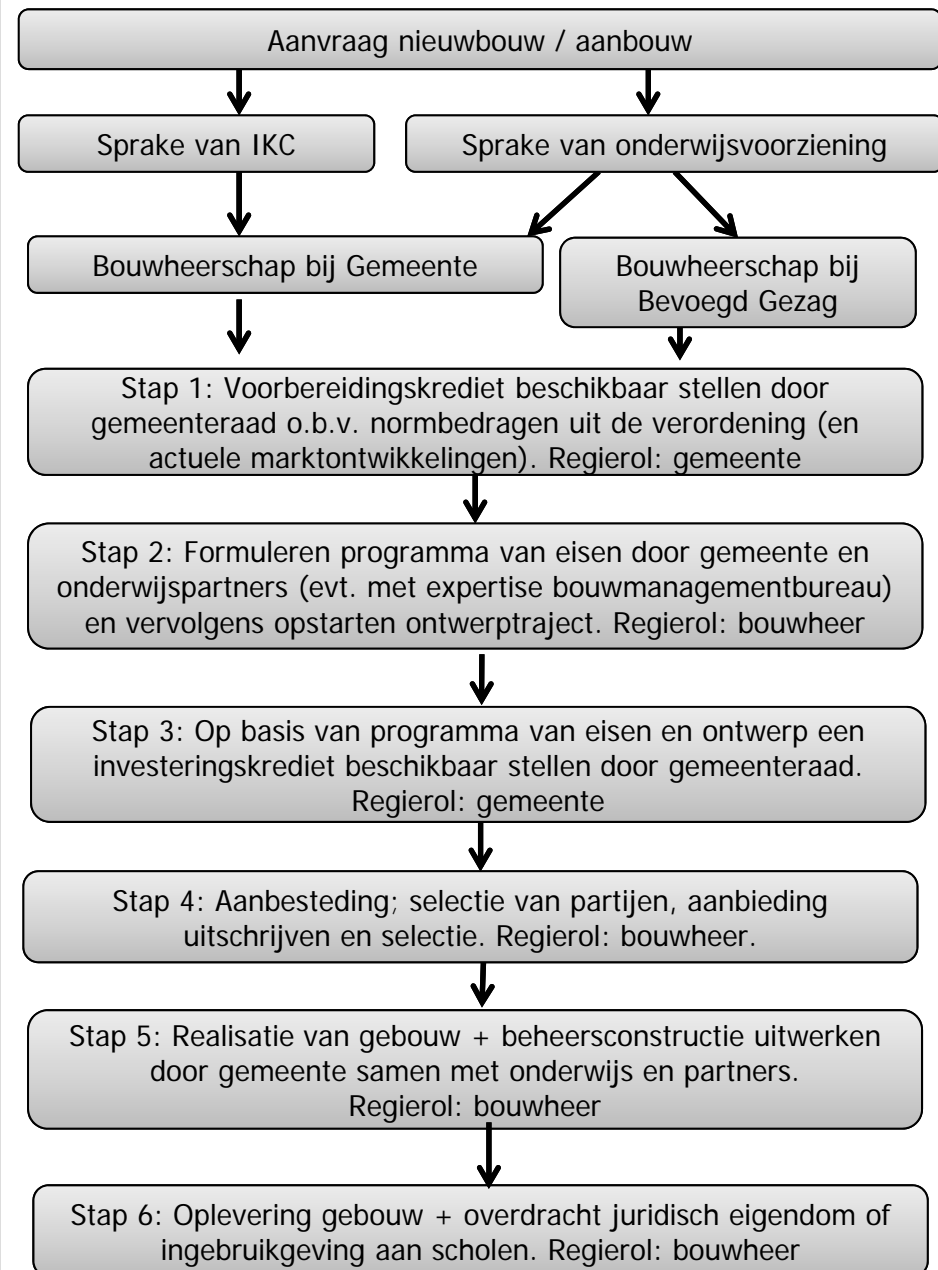 Aanvraag nieuwbouw / aanbouw
Sprake van IKC
Sprake van onderwijsvoorziening
Bouwheerschap bij Gemeente
Bouwheerschap bij
Bevoegd Gezag
Stap 1: Voorbereidingskrediet beschikbaar stellen door
gemeenteraad o.b.v. normbedragen uit de verordening (en
actuele marktontwikkelingen). Regierol: gemeente
Stap 2: Formuleren programma van eisen door gemeente en
onderwijspartners (evt. met expertise bouwmanagementbureau)
en vervolgens opstarten ontwerptraject. Regierol: bouwheer
Stap 3: Op basis van programma van eisen en ontwerp een
investeringskrediet beschikbaar stellen door gemeenteraad.
Regierol: gemeente
Stap 4: Aanbesteding; selectie van partijen, aanbieding
uitschrijven en selectie. Regierol: bouwheer.
Stap 5: Realisatie van gebouw + beheersconstructie uitwerken
door gemeente samen met onderwijs en partners.
Regierol: bouwheer
Stap 6: Oplevering gebouw + overdracht juridisch eigendom of
ingebruikgeving aan scholen. Regierol: bouwheer